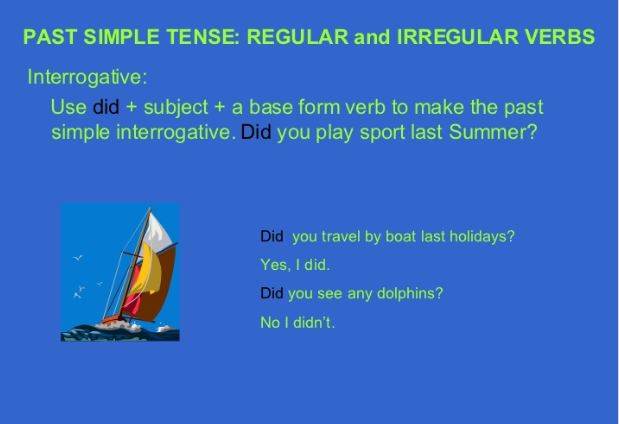 PAST SIMPLE TENSE: REGULAR and IRREGULAR VERBS
Interrogative:
Use did + subject + a base form verb to make the past
simple interrogative. Did you play sport last Summer?
Did you travel by boat last holidays?
Yes, I did.
Did you see any dolphins?
No I didn't.